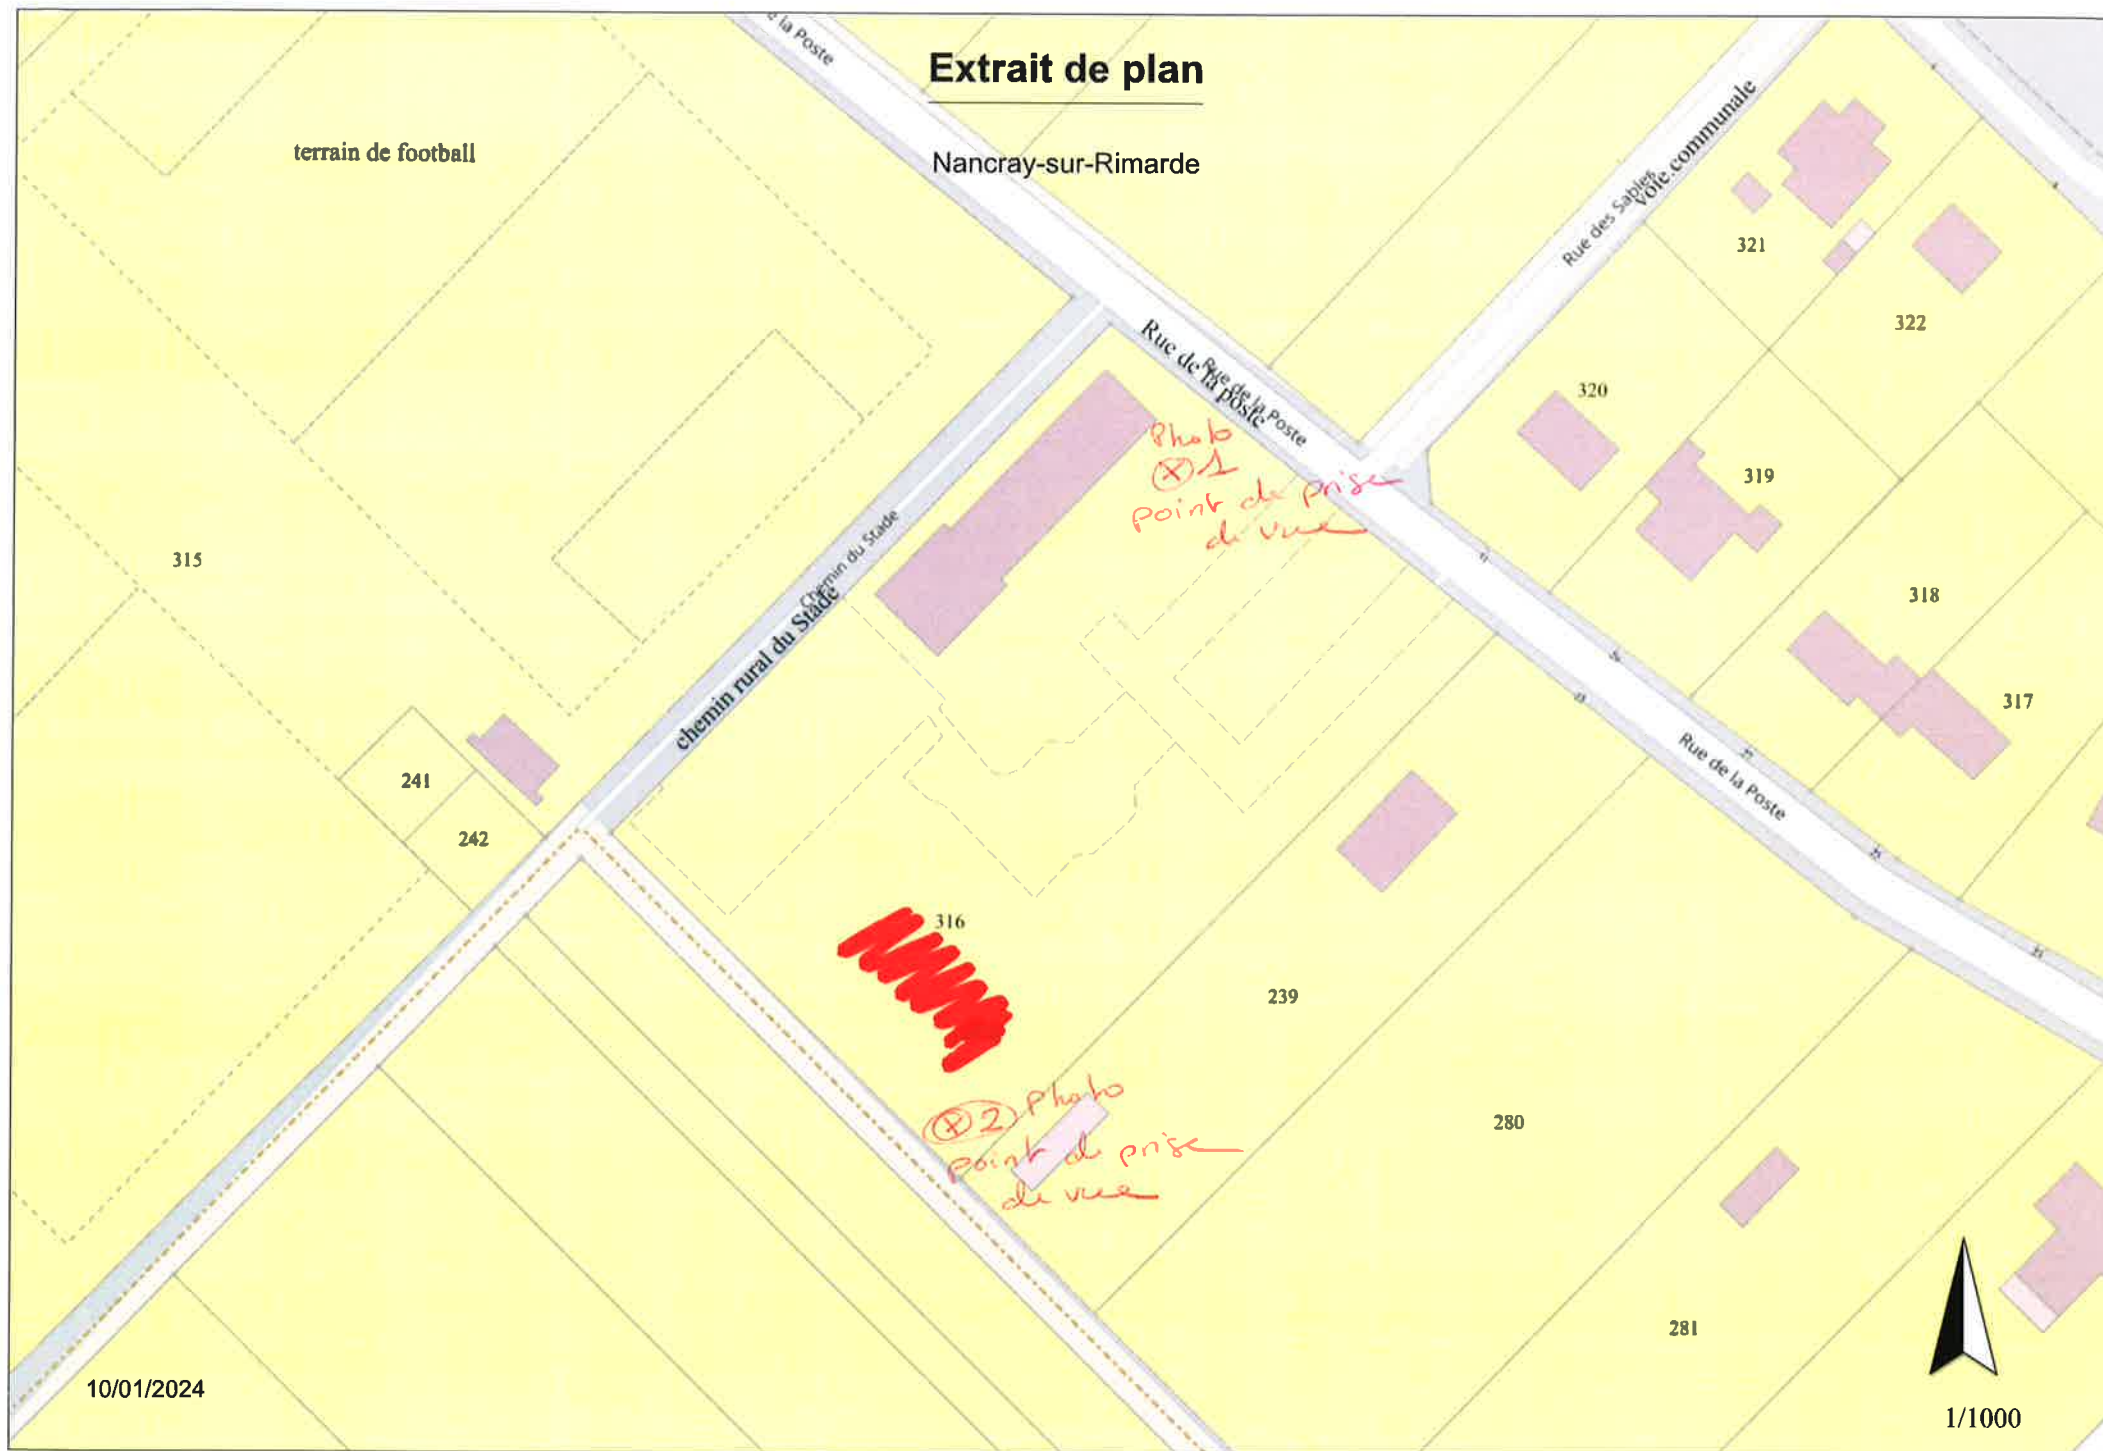 e la Poste
Extrait de plan
Nancray-sur-Rimarde
terrain de football
voie communale
Rue des Sables
321
322
Rue de la poste
Rue de la Poste
320
319
Photo
1
point de prise
de vue
315
Chemin du Stade
chemin rural du Stade
318
317
Rue de la Poste
241
242
316
239
2 Photo
point de prise
de vue
280
281
10/01/2024
1/1000